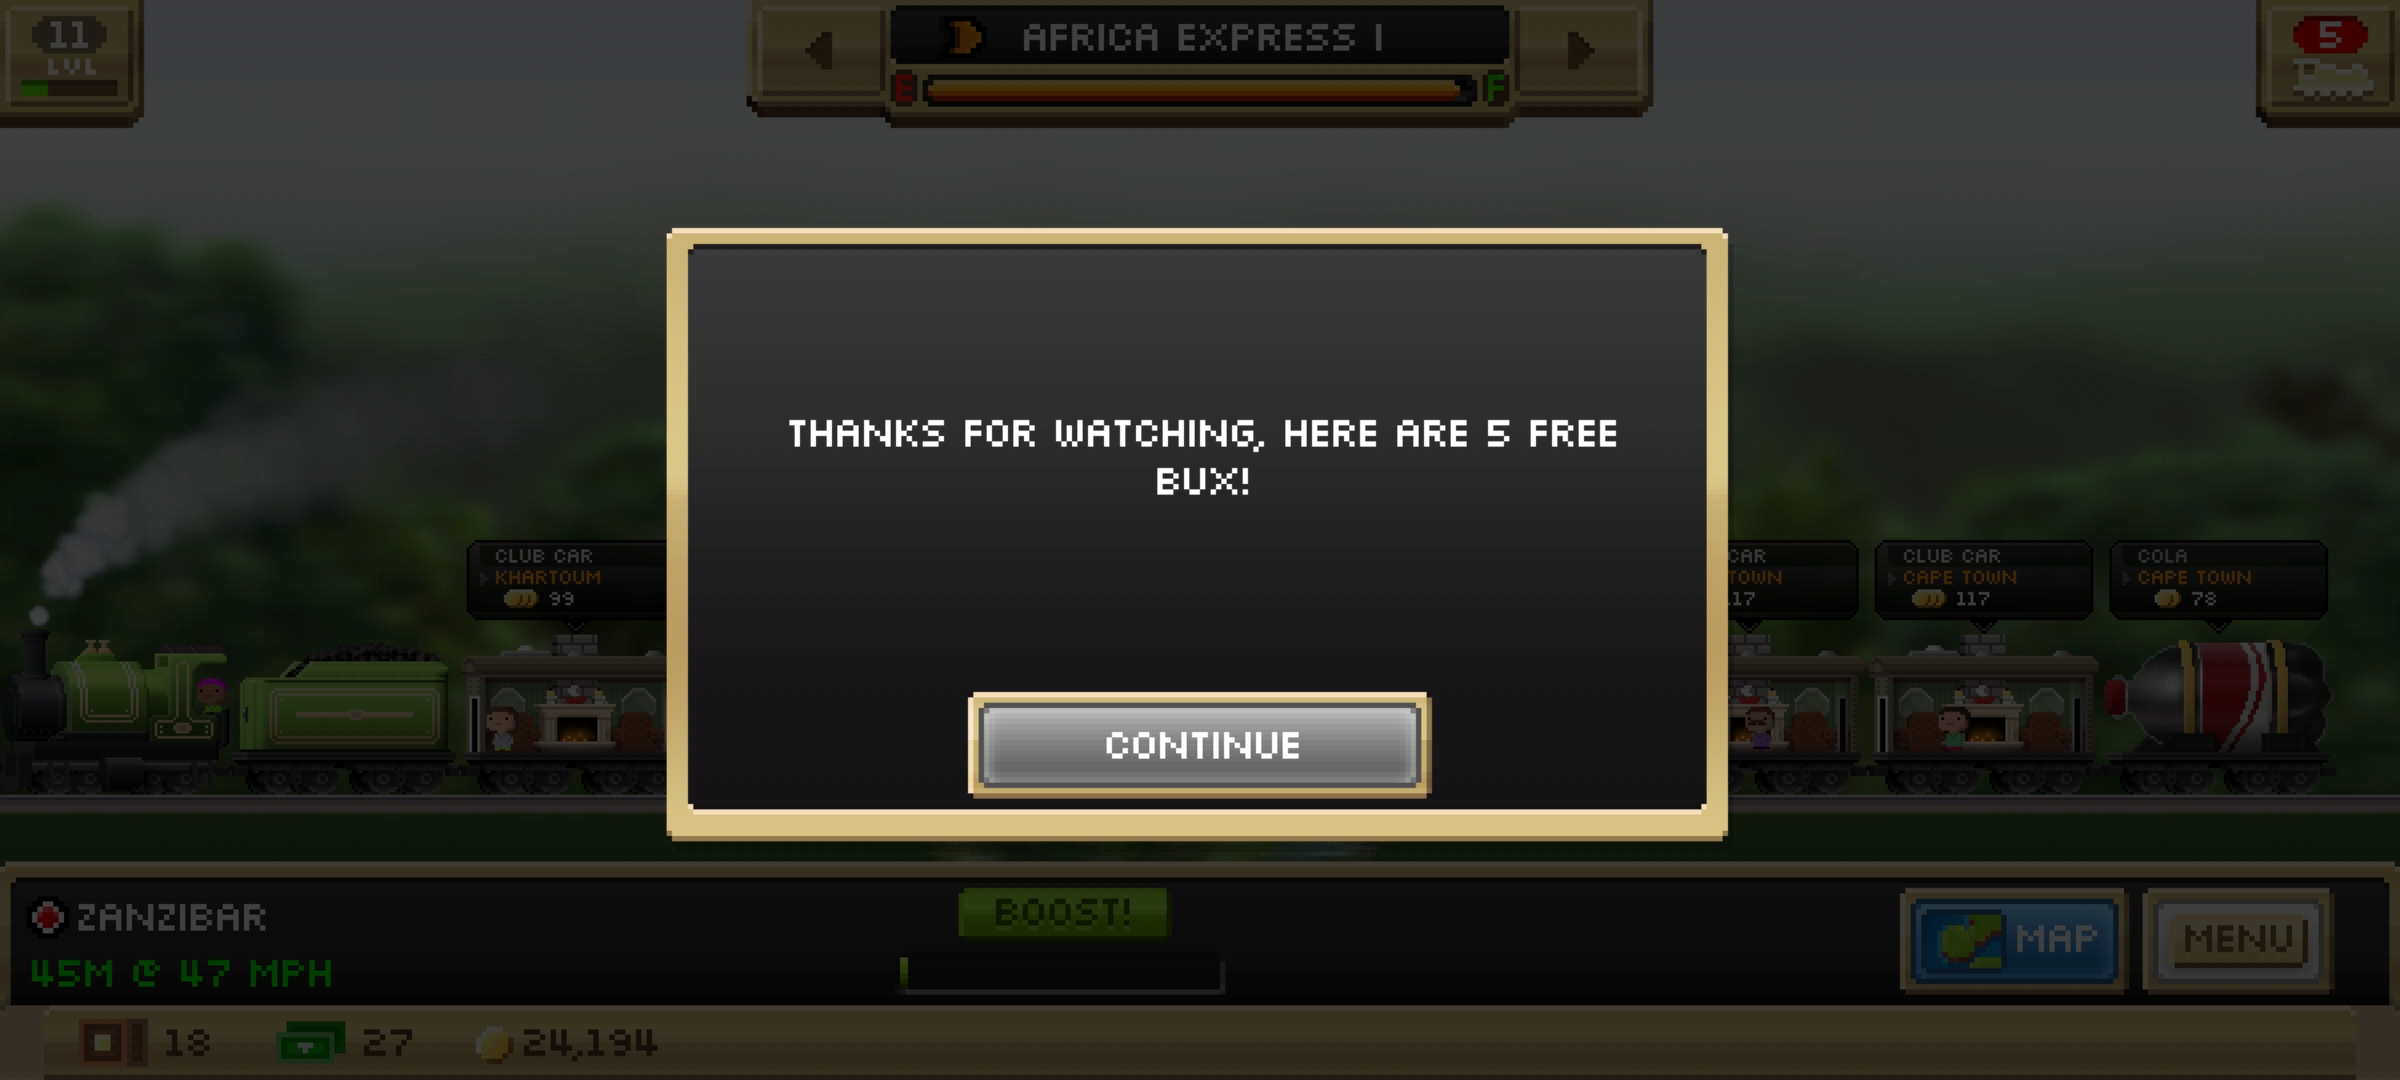 11
LVL
AFRICA EXPRESS I
E
F
5
THANKS FOR WATCHING, HERE ARE 5 FREE
BUX!
CONTINUE
CLUB CAR
KHARTOUM
99
CAR
TOWN
117
CLUB CAR
CAPE TOWN
117
COLA
CAPE TOWN
78
ZANZIBAR
45M @ 47 MPH
BOOST!
MAP
MENU
18
27
24,194